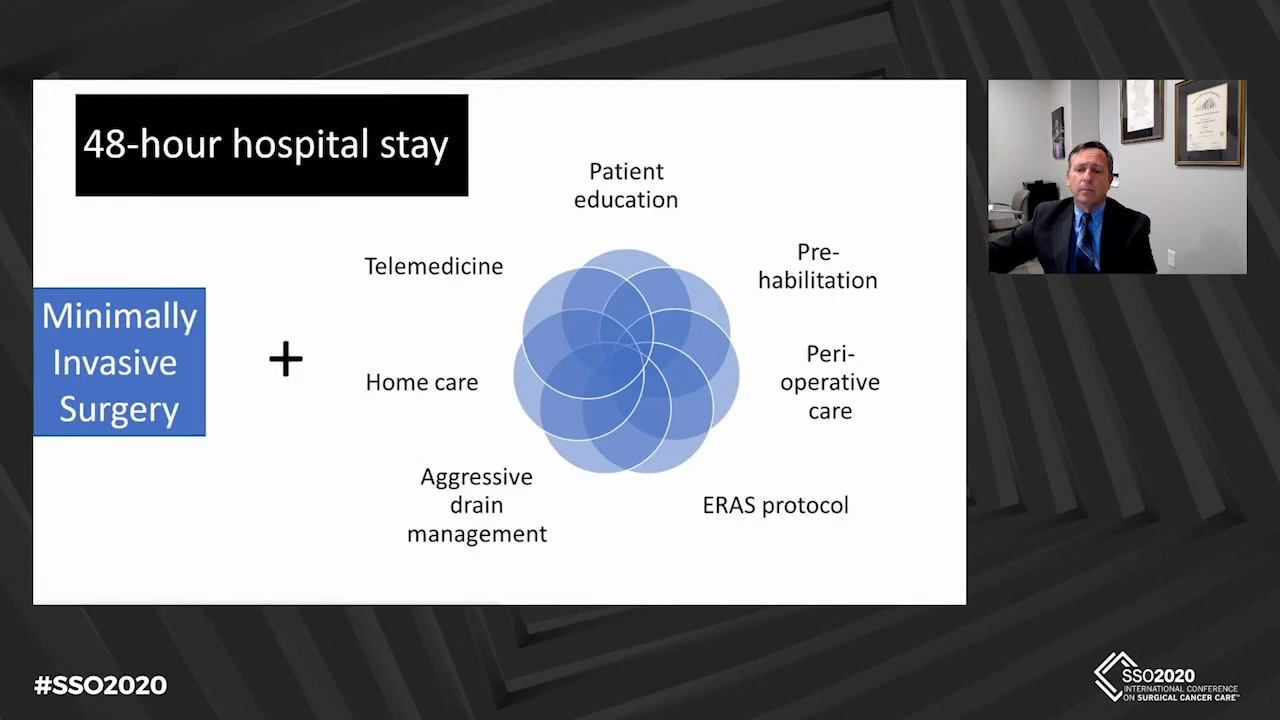 48-hour hospital stay
Minimally
Invasive
Surgery
+
Patient
education
Pre-
habilitation
Peri-
operative
care
ERAS protocol
Aggressive
drain
management
Home care
Telemedicine
#SSO2020
SSO2020
INTERNATIONAL CONFERENCE
ON SURGICAL CANCER CARE™